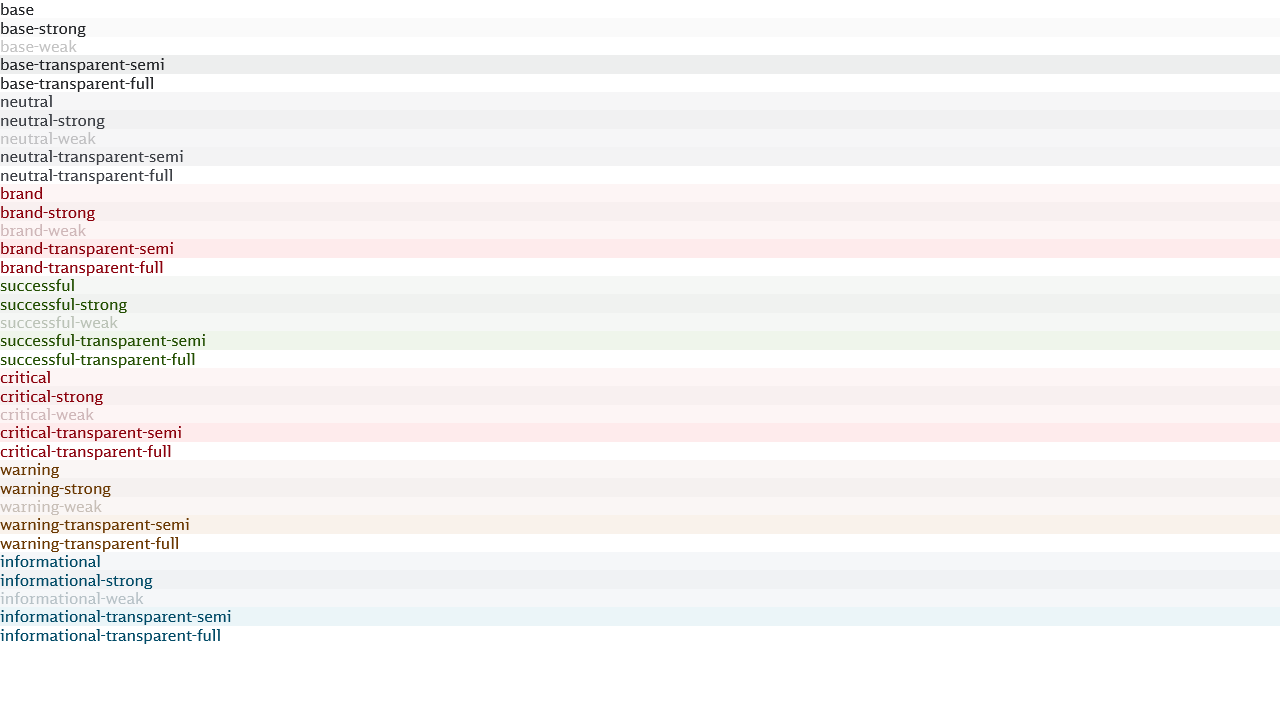 base
base-strong
base-weak
base-transparent-semi
base-transparent-full
neutral
neutral-strong
neutral-weak
neutral-transparent-semi
neutral-transparent-full
brand
brand-strong
brand-weak
brand-transparent-semi
brand-transparent-full
successful
successful-strong
successful-weak
successful-transparent-semi
successful-transparent-full
critical
critical-strong
critical-weak
critical-transparent-semi
critical-transparent-full
warning
warning-strong
warning-weak
warning-transparent-semi
warning-transparent-full
informational
informational-strong
informational-weak
informational-transparent-semi
informational-transparent-full